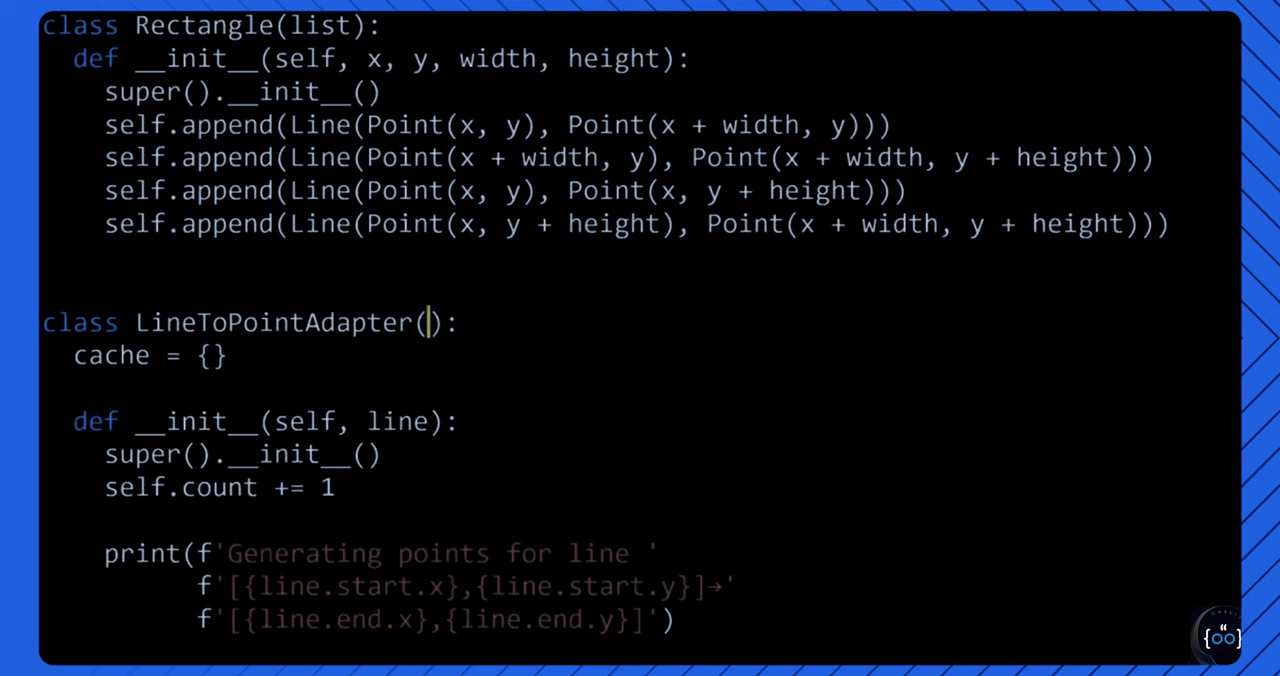 class Rectangle(list):
  def __init__(self, x, y, width, height):
    super().__init__()
    self.append(Line(Point(x, y), Point(x + width, y)))
    self.append(Line(Point(x + width, y), Point(x + width, y + height)))
    self.append(Line(Point(x, y), Point(x, y + height)))
    self.append(Line(Point(x, y + height), Point(x + width, y + height)))
class LineToPointAdapter():
  cache = {}
  def __init__(self, line):
    super().__init__()
    self.count += 1
    print(f'Generating points for line '
          f'[{line.start.x},{line.start.y}]→'
          f'[{line.end.x},{line.end.y}]')